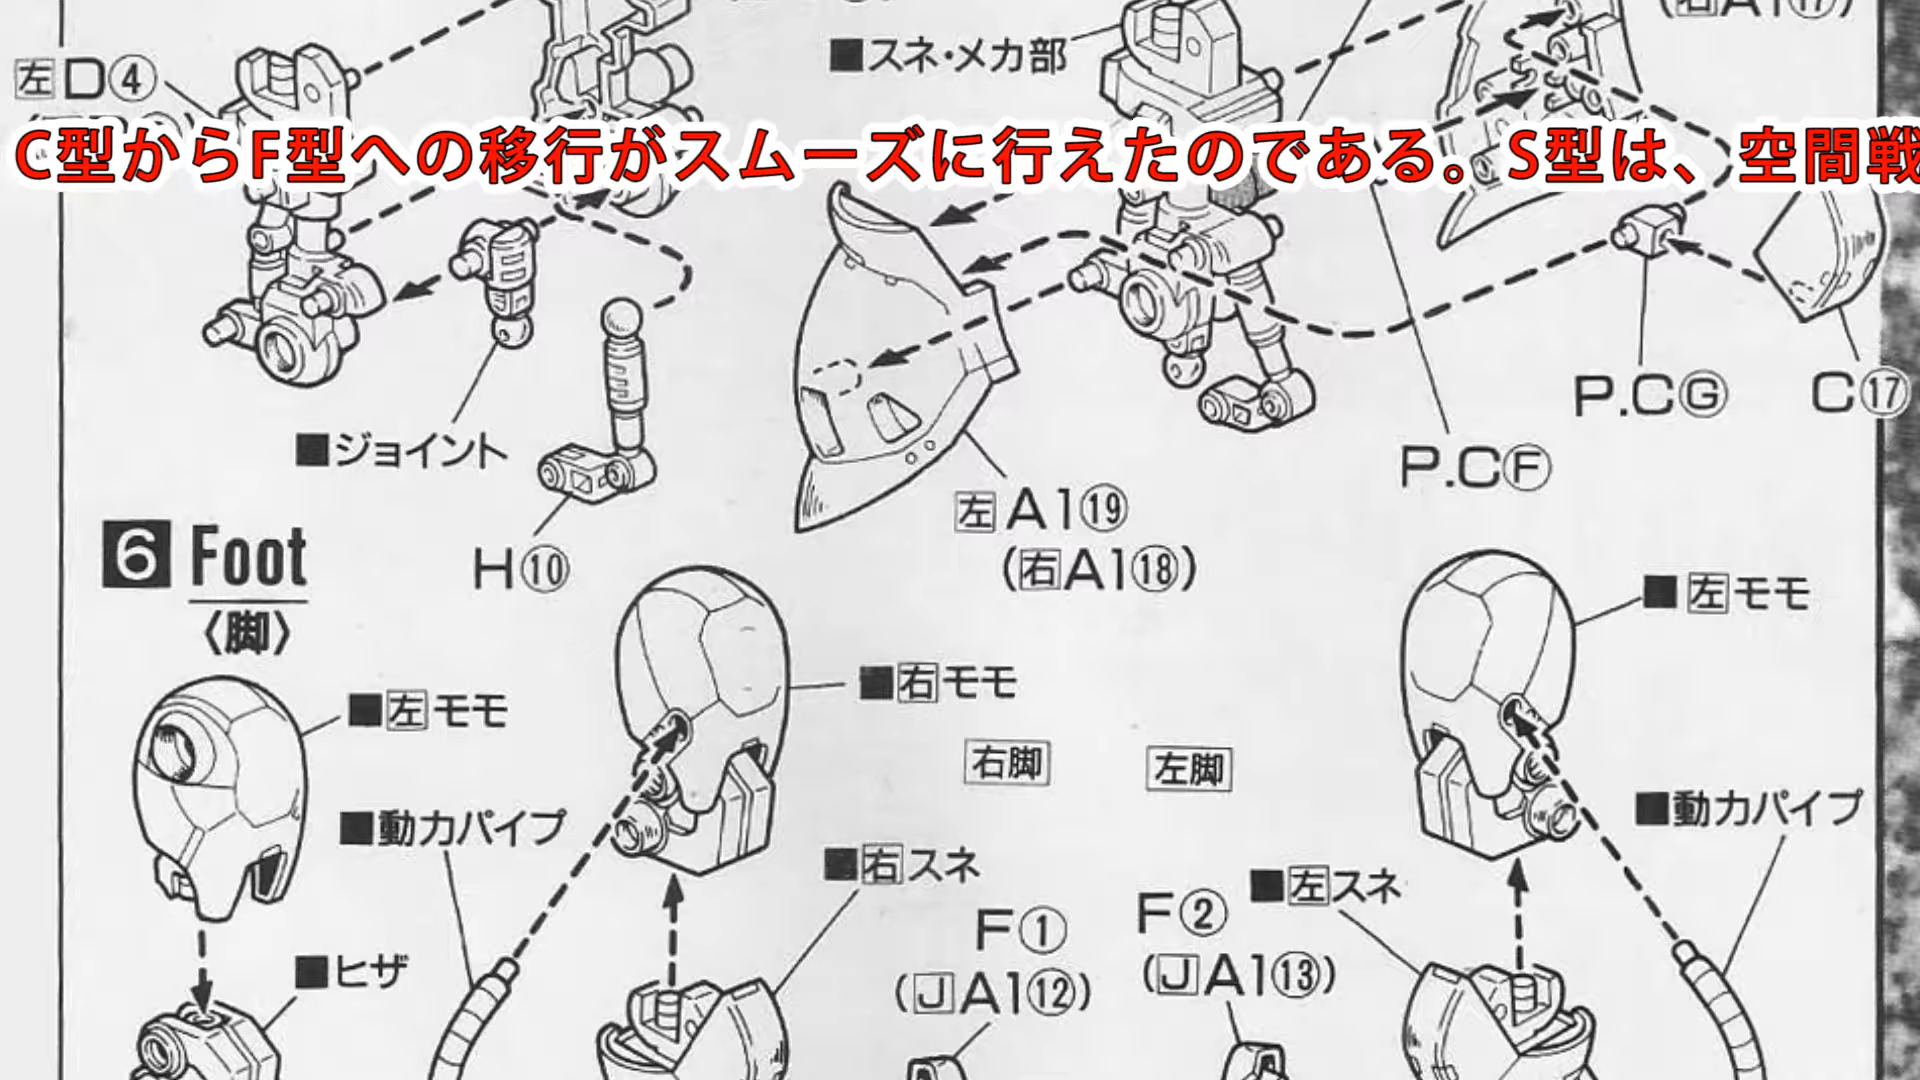 ■スネ・メカ部
左D④
C型からF型への移行がスムーズに行えたのである。S型は、空間戦
P.CⒼ
C⑰
■ジョイント
P.CⒻ
左A1⑲
(右A1⑱)
H⑩
6 Foot
〈脚〉
■左モモ
■右モモ
■左モモ
右脚
左脚
■動力パイプ
■動力パイプ
■右スネ
■左スネ
F①
(JA1⑫)
F②
(JA1⑬)
■ヒザ